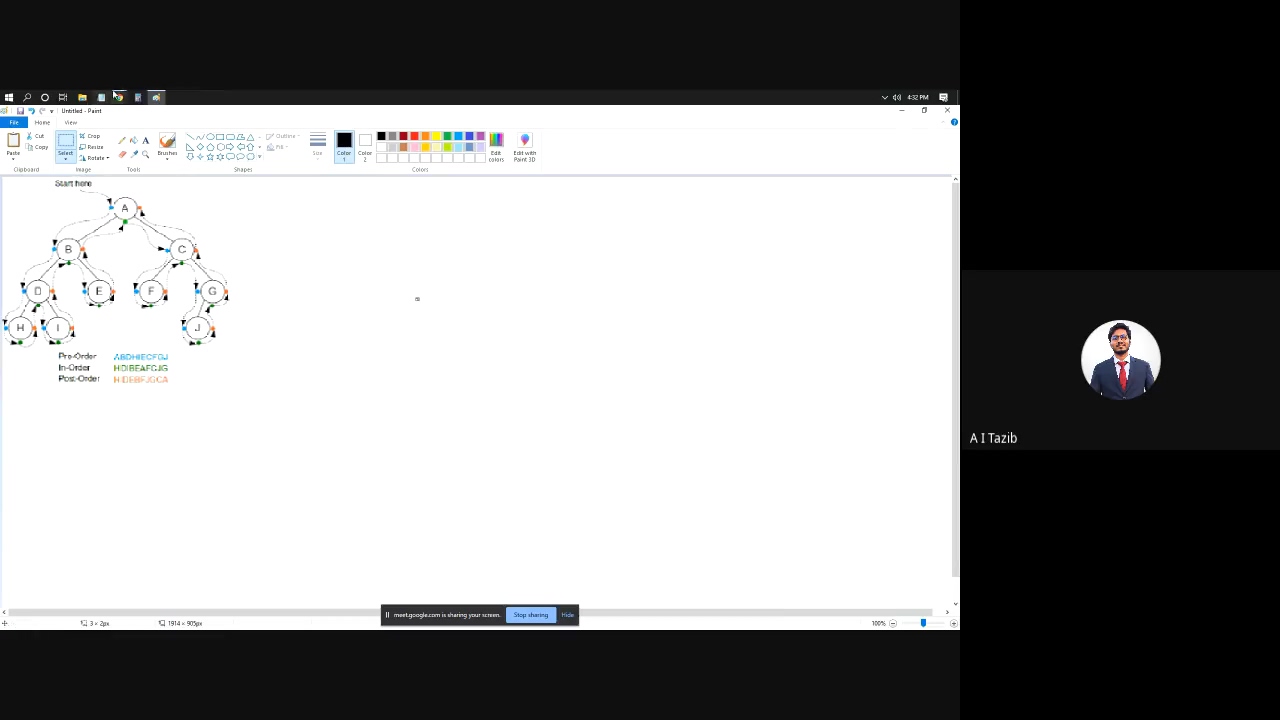 4:32 PM
Untitled - Paint
File Home View
Paste
Cut
Copy
Clipboard
Select
Crop
Resize
Rotate
Image
A
Tools
Brushes
Outline
Fill
Shapes
Size
Color 1
Color 2
Colors
Edit colors
Edit with Paint 3D
Start here
A
B C
D E F G
H I J
Pre-Order ABDHIECFGJ
In-Order HDIBEAFCJG
Post-Order HIDEBFJGCA
A I Tazib
meet.google.com is sharing your screen. Stop sharing Hide
3 × 2px 1914 × 905px 100%